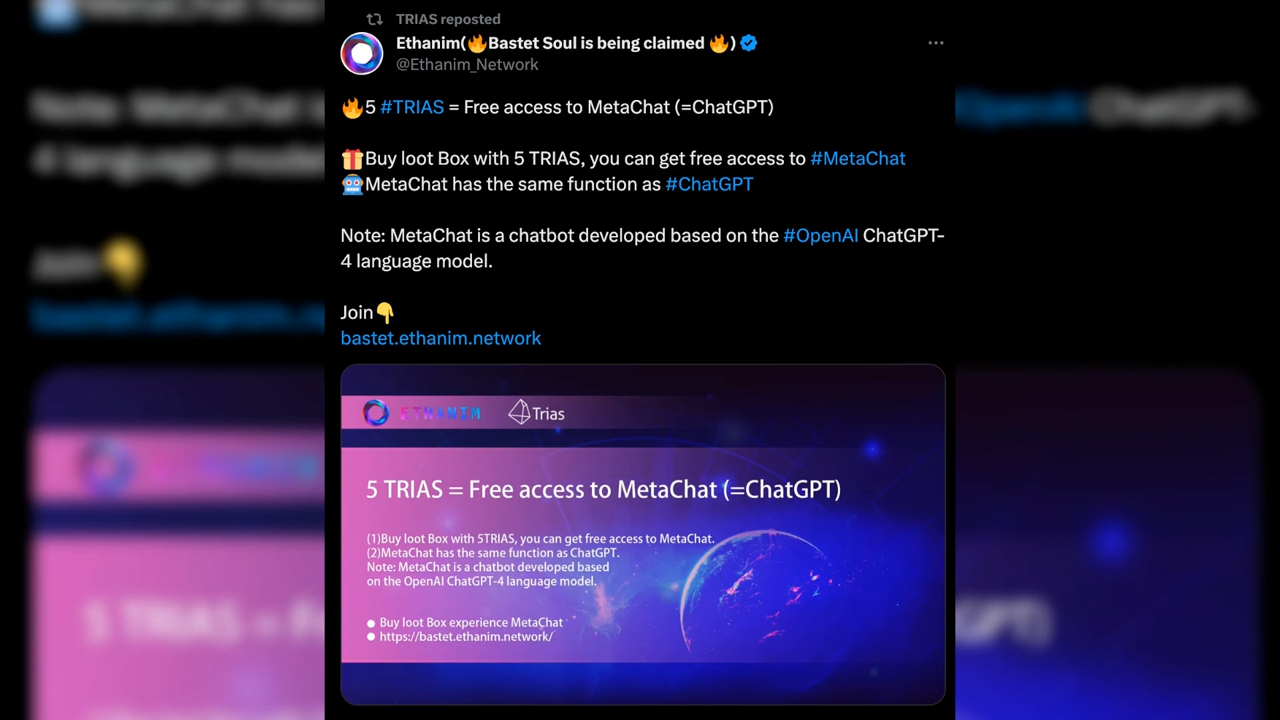 TRIAS reposted
Ethanim(🔥Bastet Soul is being claimed 🔥)
@Ethanim_Network
🔥5 #TRIAS = Free access to MetaChat (=ChatGPT)
🎁Buy loot Box with 5 TRIAS, you can get free access to #MetaChat
🤖MetaChat has the same function as #ChatGPT
Note: MetaChat is a chatbot developed based on the #OpenAI ChatGPT-
4 language model.
Join👇
bastet.ethanim.network
ETHANIM Trias
5 TRIAS = Free access to MetaChat (=ChatGPT)
(1)Buy loot Box with 5TRIAS, you can get free access to MetaChat.
(2)MetaChat has the same function as ChatGPT.
Note: MetaChat is a chatbot developed based
on the OpenAI ChatGPT-4 language model.
● Buy loot Box experience MetaChat
● https://bastet.ethanim.network/